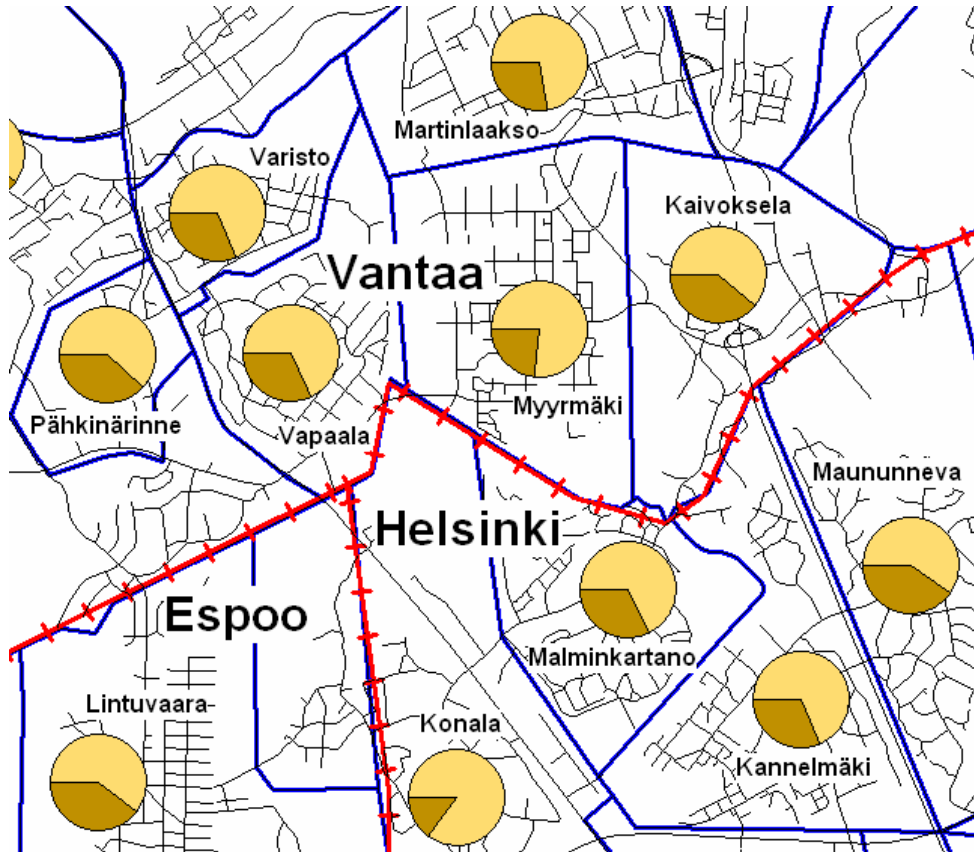 Martinlaakso
Varisto
Kaivoksela
Vantaa
Pähkinärinne
Myyrmäki
Vapaala
Maununneva
Helsinki
Espoo
Malminkartano
Lintuvaara
Konala
Kannelmäki